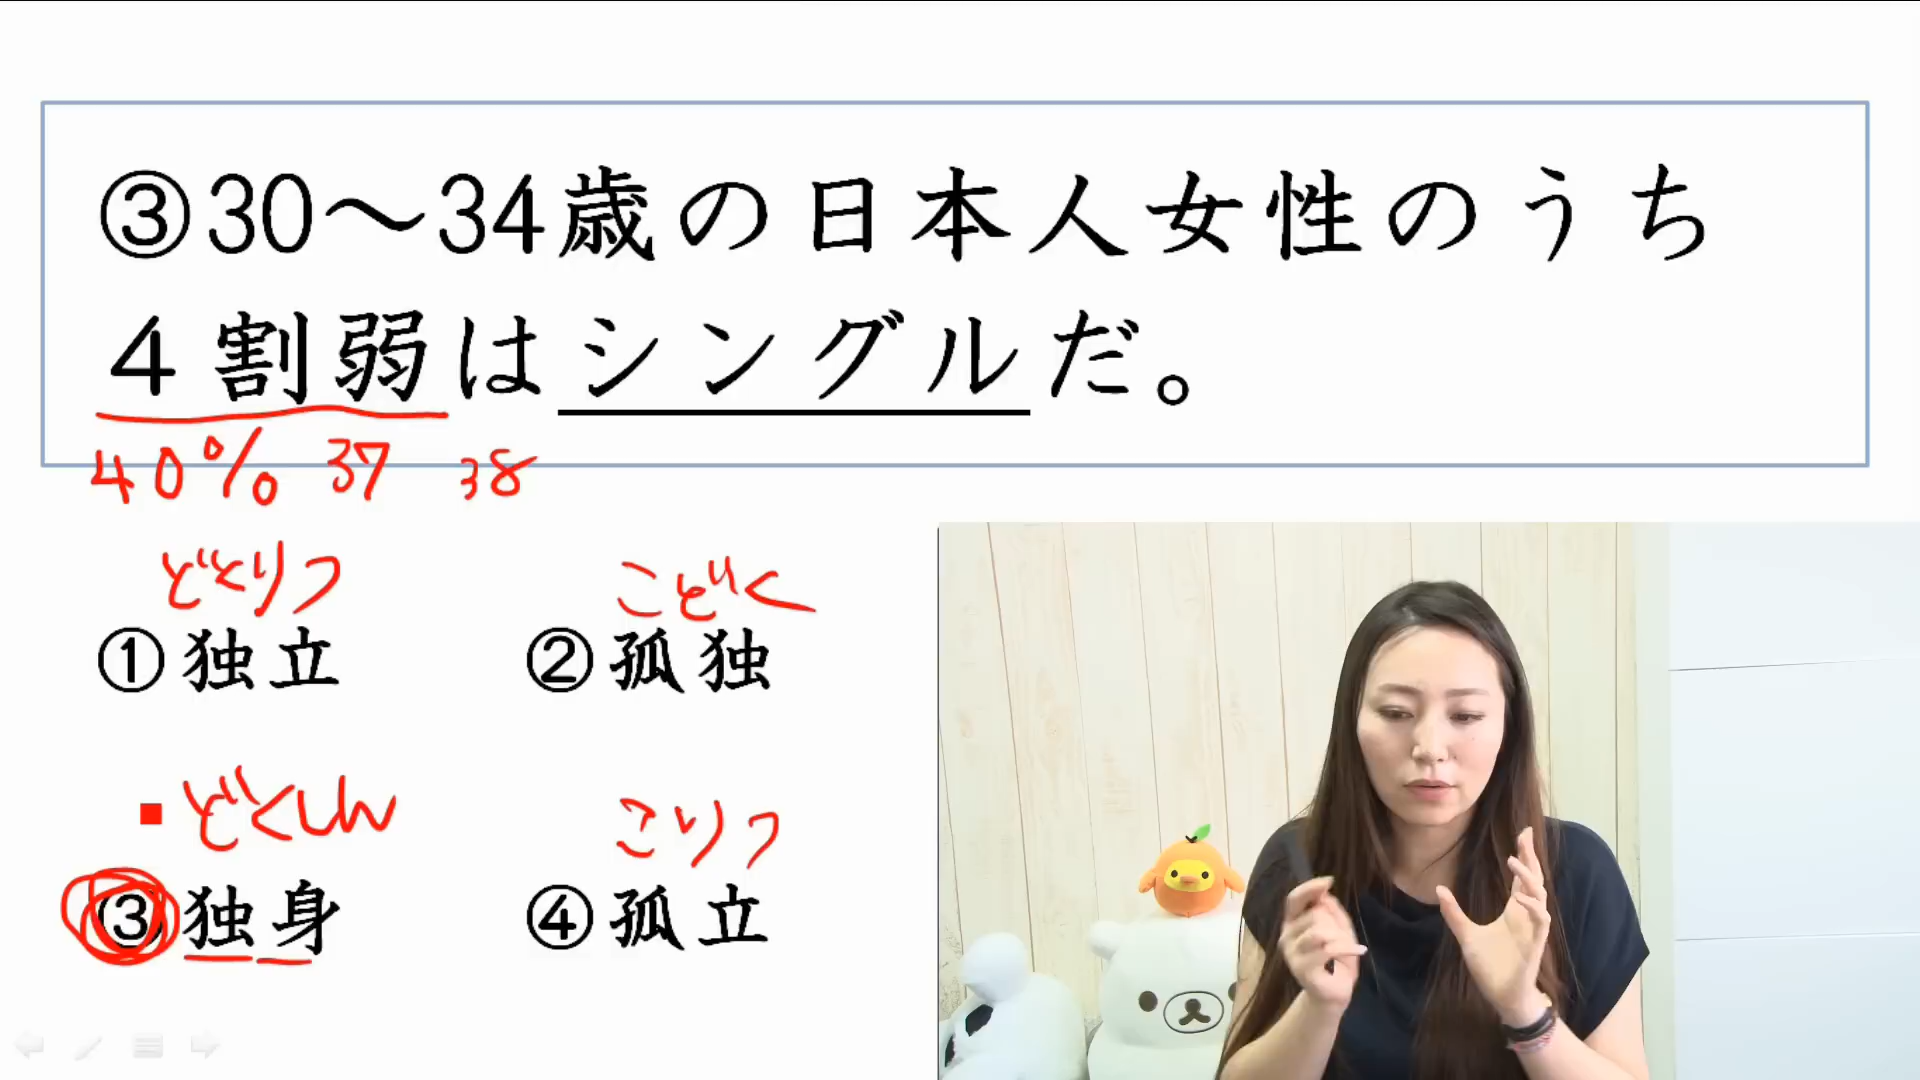 ③30～34歳の日本人女性のうち
４割弱はシングルだ。
40% 37 38
どくりつ こどく
①独立 ②孤独
どくしん こりつ
③独身 ④孤立